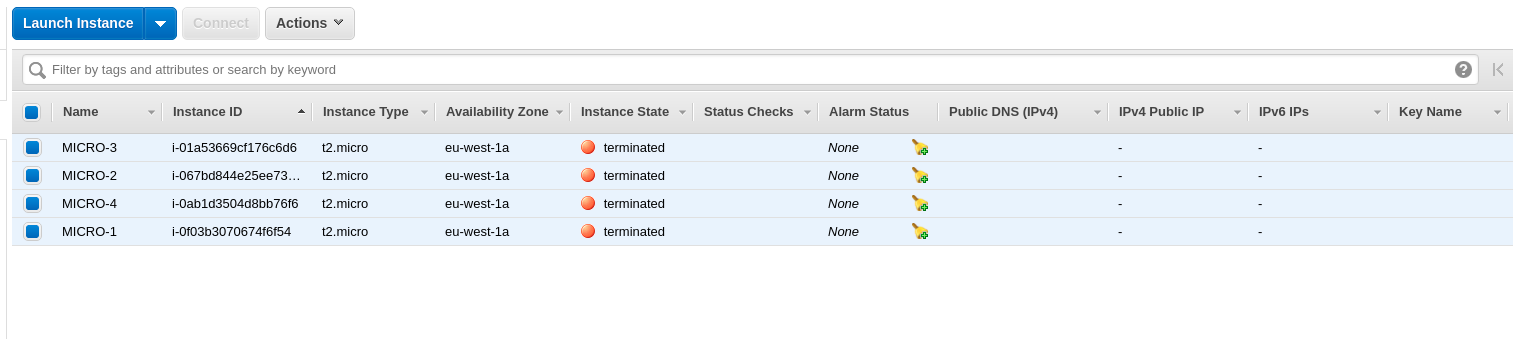 Launch Instance Connect Actions
Filter by tags and attributes or search by keyword ?
Name Instance ID Instance Type Availability Zone Instance State Status Checks Alarm Status Public DNS (IPv4) IPv4 Public IP IPv6 IPs Key Name
MICRO-3 i-01a53669cf176c6d6 t2.micro eu-west-1a terminated None - -
MICRO-2 i-067bd844e25ee73… t2.micro eu-west-1a terminated None - -
MICRO-4 i-0ab1d3504d8bb76f6 t2.micro eu-west-1a terminated None - -
MICRO-1 i-0f03b3070674f6f54 t2.micro eu-west-1a terminated None - -